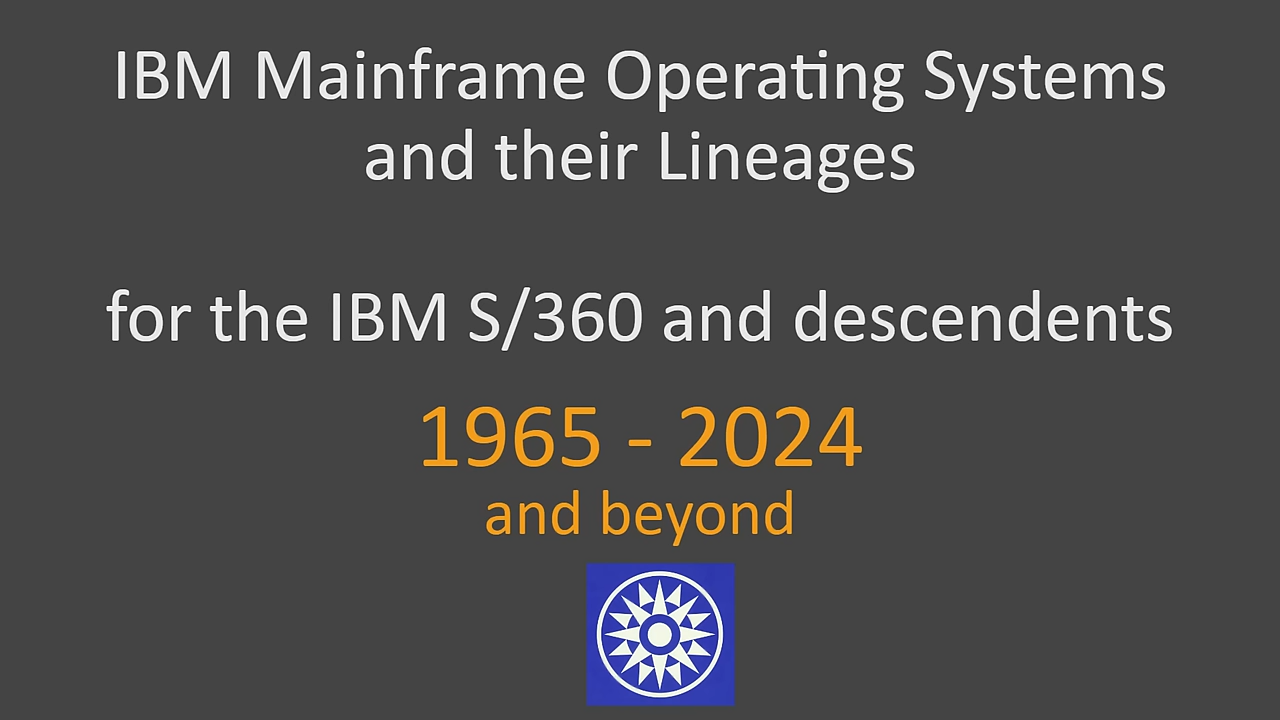 IBM Mainframe Operating Systems
and their Lineages
for the IBM S/360 and descendents
1965 - 2024
and beyond